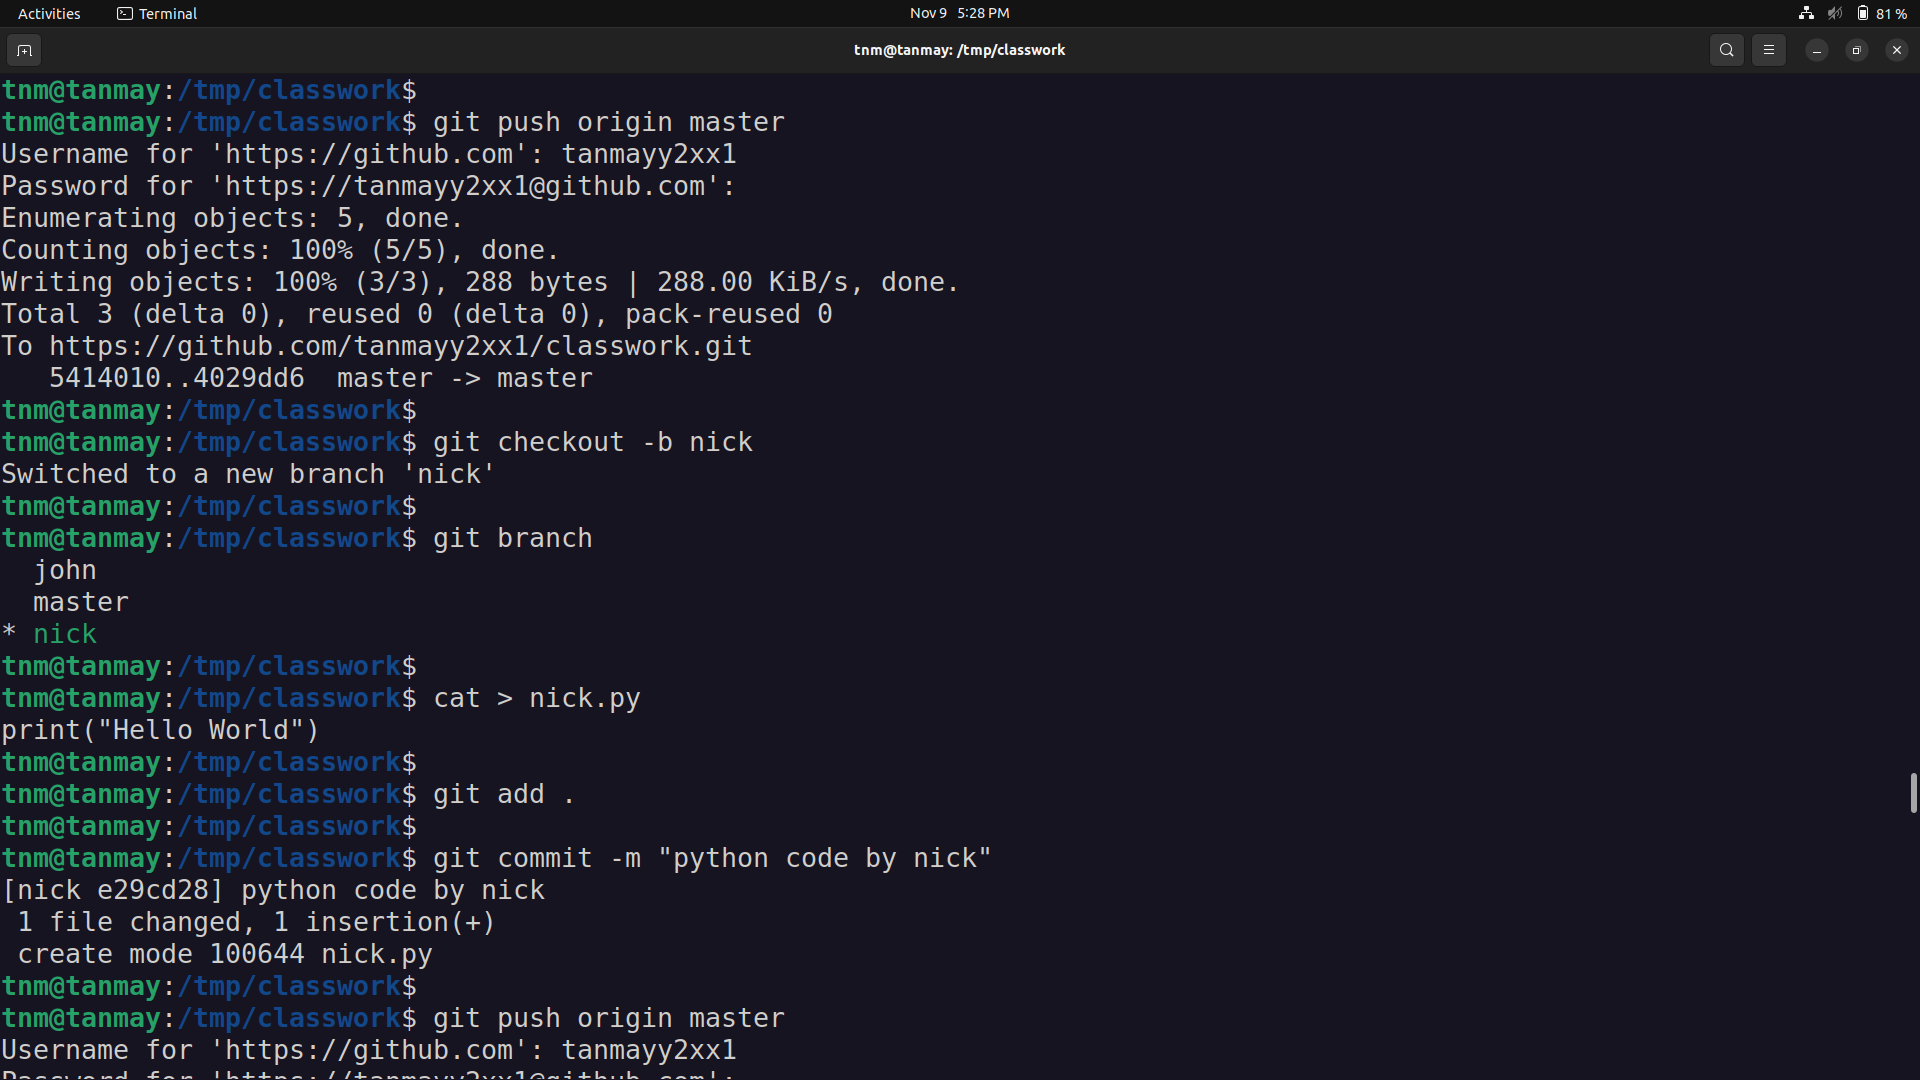 Activities
Terminal
Nov 9 5:28 PM
81 %
tnm@tanmay: /tmp/classwork
tnm@tanmay:/tmp/classwork$
tnm@tanmay:/tmp/classwork$ git push origin master
Username for 'https://github.com': tanmayy2xx1
Password for 'https://tanmayy2xx1@github.com':
Enumerating objects: 5, done.
Counting objects: 100% (5/5), done.
Writing objects: 100% (3/3), 288 bytes | 288.00 KiB/s, done.
Total 3 (delta 0), reused 0 (delta 0), pack-reused 0
To https://github.com/tanmayy2xx1/classwork.git
   5414010..4029dd6  master -> master
tnm@tanmay:/tmp/classwork$
tnm@tanmay:/tmp/classwork$ git checkout -b nick
Switched to a new branch 'nick'
tnm@tanmay:/tmp/classwork$
tnm@tanmay:/tmp/classwork$ git branch
  john
  master
* nick
tnm@tanmay:/tmp/classwork$
tnm@tanmay:/tmp/classwork$ cat > nick.py
print("Hello World")
tnm@tanmay:/tmp/classwork$
tnm@tanmay:/tmp/classwork$ git add .
tnm@tanmay:/tmp/classwork$
tnm@tanmay:/tmp/classwork$ git commit -m "python code by nick"
[nick e29cd28] python code by nick
 1 file changed, 1 insertion(+)
 create mode 100644 nick.py
tnm@tanmay:/tmp/classwork$
tnm@tanmay:/tmp/classwork$ git push origin master
Username for 'https://github.com': tanmayy2xx1
Password for 'https://tanmayy2xx1@github.com':